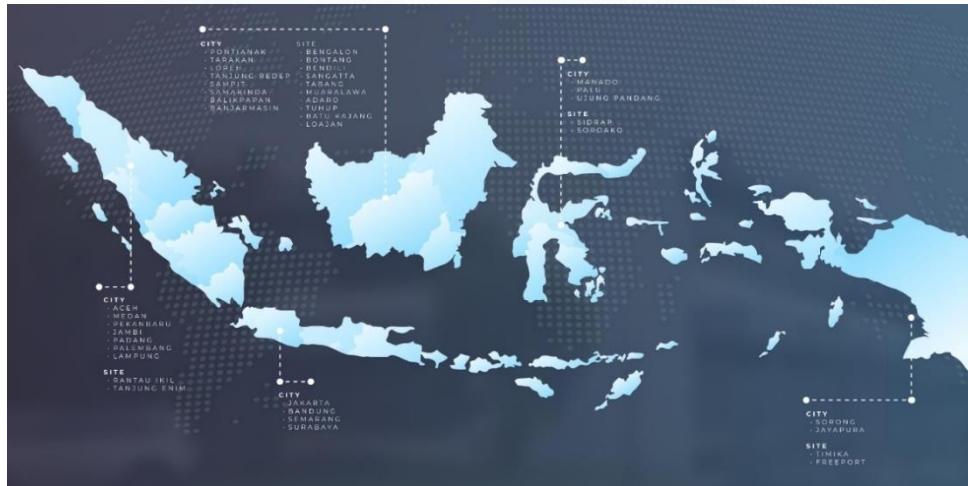 CITY
- PONTIANAK
- TARAKAN
- LOREH
- TANJUNG REDEP
- SAMPIT
- SAMARINDA
- BALIKPAPAN
- BANJARMASIN
SITE
- BENGALON
- BONTANG
- BENDILI
- SANGATTA
- TABANG
- MUARALAWA
- ADARO
- TUHUP
- BATU KAJANG
- LOAJAN
CITY
- MANADO
- PALU
- UJUNG PANDANG
SITE
- SIDRAP
- SOROAKO
CITY
- ACEH
- MEDAN
- PEKANBARU
- JAMBI
- PADANG
- PALEMBANG
- LAMPUNG
SITE
- RANTAU IKIL
- TANJUNG ENIM
CITY
- JAKARTA
- BANDUNG
- SEMARANG
- SURABAYA
CITY
- SORONG
- JAYAPURA
SITE
- TIMIKA
- FREEPORT